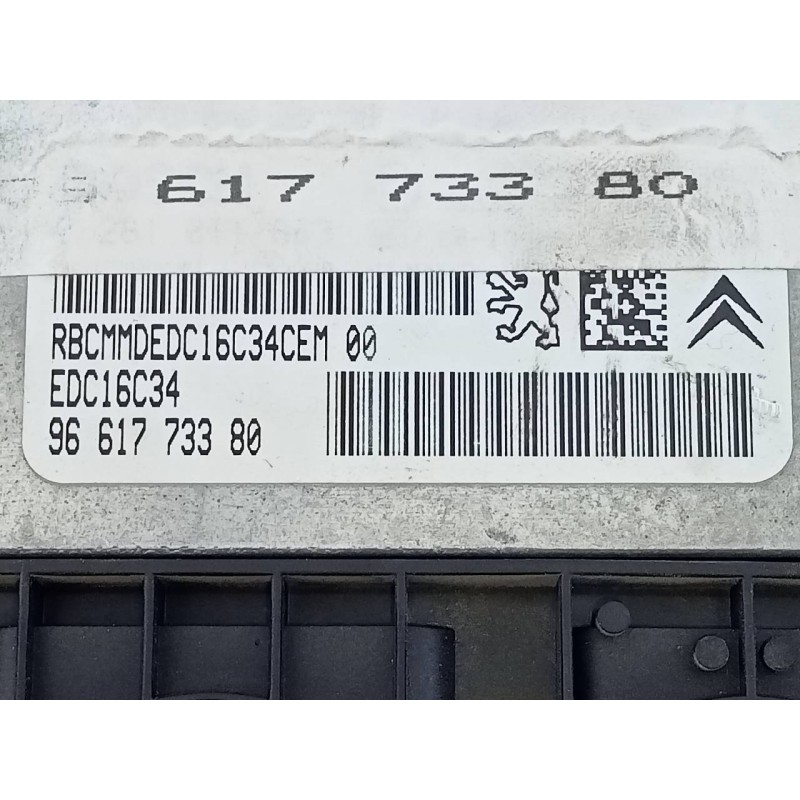 617 733 80
RBCMMDEDC16C34CEM 00
EDC16C34
96 617 733 80